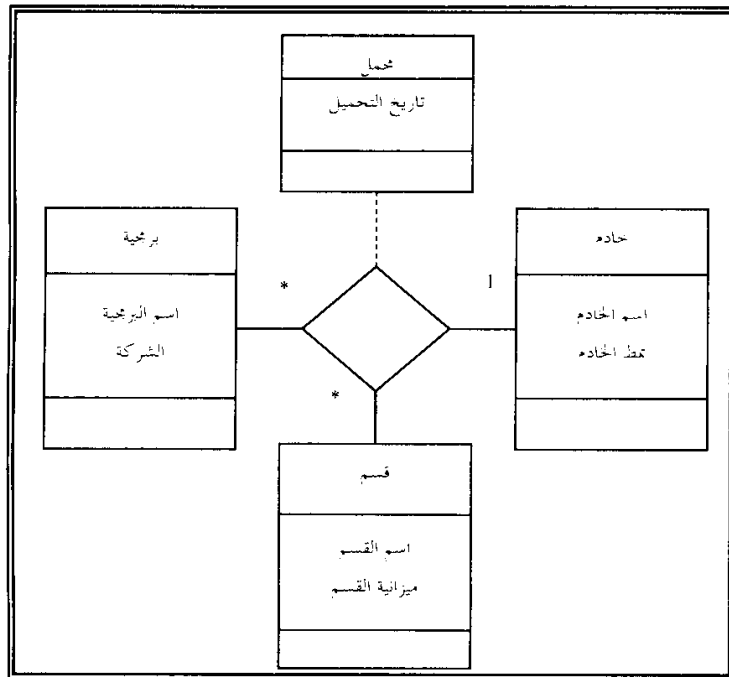 محمل
تاريخ التحميل
برمجية
خادم
*
1
اسم البرمجية
الشركة
اسم الخادم
نمط الخادم
*
قسم
اسم القسم
ميزانية القسم